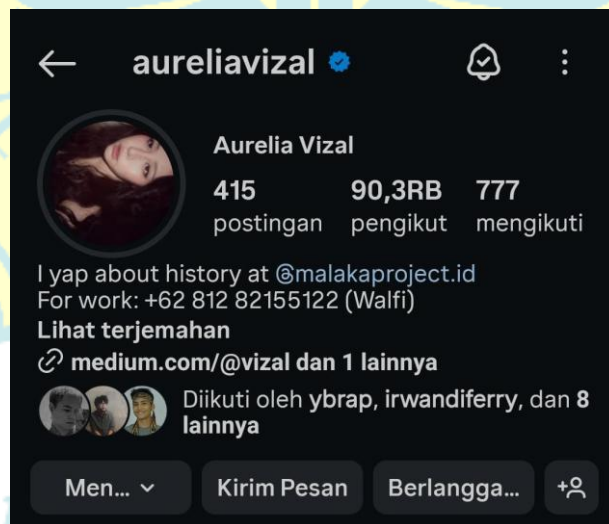 aureliavizal
Aurelia Vizal
415 90,3RB 777
postingan pengikut mengikuti
I yap about history at @malakaproject.id
For work: +62 812 82155122 (Walfi)
Lihat terjemahan
medium.com/@vizal dan 1 lainnya
Diikuti oleh ybrap, irwandiferry, dan 8
lainnya
Men... Kirim Pesan Berlangga...